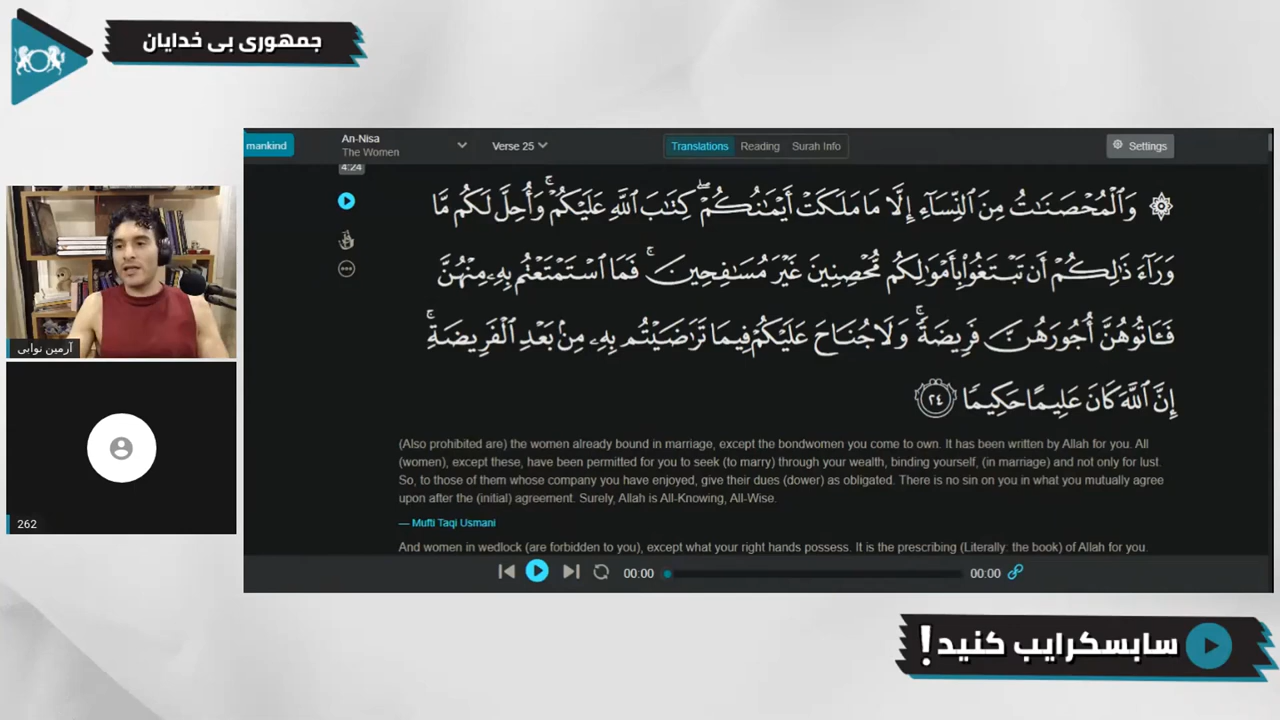 جمهوری بی خدایان
mankind
An-Nisa
The Women
Verse 25
Translations
Reading
Surah Info
Settings
4:24
۞ وَٱلْمُحْصَنَـٰتُ مِنَ ٱلنِّسَآءِ إِلَّا مَا مَلَكَتْ أَيْمَـٰنُكُمْ ۖ كِتَـٰبَ ٱللَّهِ عَلَيْكُمْ ۚ وَأُحِلَّ لَكُم مَّا
وَرَآءَ ذَٰلِكُمْ أَن تَبْتَغُوا۟ بِأَمْوَٰلِكُم مُّحْصِنِينَ غَيْرَ مُسَـٰفِحِينَ ۚ فَمَا ٱسْتَمْتَعْتُم بِهِۦ مِنْهُنَّ
فَـَٔاتُوهُنَّ أُجُورَهُنَّ فَرِيضَةً ۚ وَلَا جُنَاحَ عَلَيْكُمْ فِيمَا تَرَٰضَيْتُم بِهِۦ مِنۢ بَعْدِ ٱلْفَرِيضَةِ ۚ
إِنَّ ٱللَّهَ كَانَ عَلِيمًا حَكِيمًا ٢٤
(Also prohibited are) the women already bound in marriage, except the bondwomen you come to own. It has been written by Allah for you. All
(women), except these, have been permitted for you to seek (to marry) through your wealth, binding yourself, (in marriage) and not only for lust.
So, to those of them whose company you have enjoyed, give their dues (dower) as obligated. There is no sin on you in what you mutually agree
upon after the (initial) agreement. Surely, Allah is All-Knowing, All-Wise.
— Mufti Taqi Usmani
And women in wedlock (are forbidden to you), except what your right hands possess. It is the prescribing (Literally: the book) of Allah for you.
00:00
00:00
آرمین نوابی
262
سابسکرایب کنید!